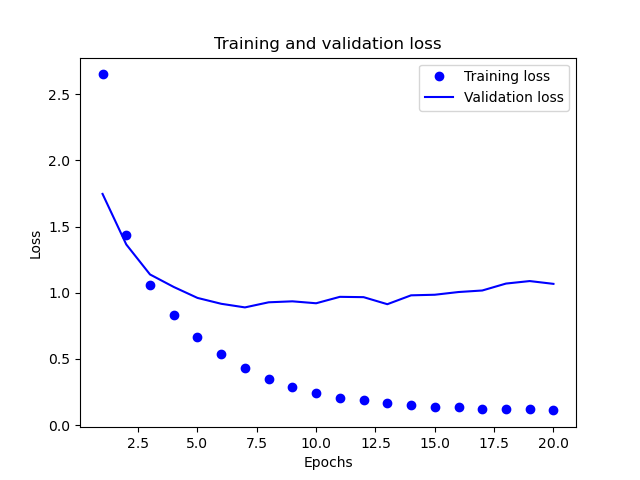 Training and validation loss
Training loss
Validation loss
2.5
2.0
1.5
1.0
0.5
0.0
Loss
2.5 5.0 7.5 10.0 12.5 15.0 17.5 20.0
Epochs